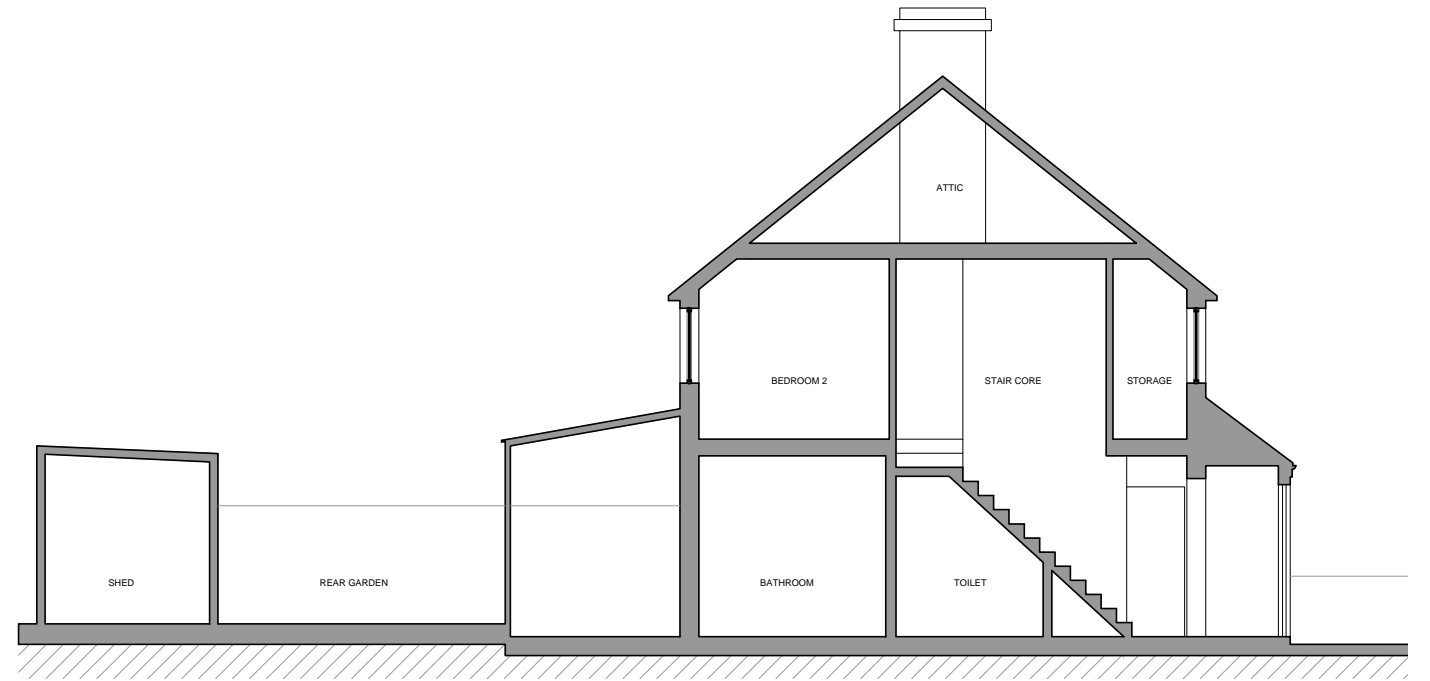 ATTIC
BEDROOM 2
STAIR CORE
STORAGE
SHED
REAR GARDEN
BATHROOM
TOILET